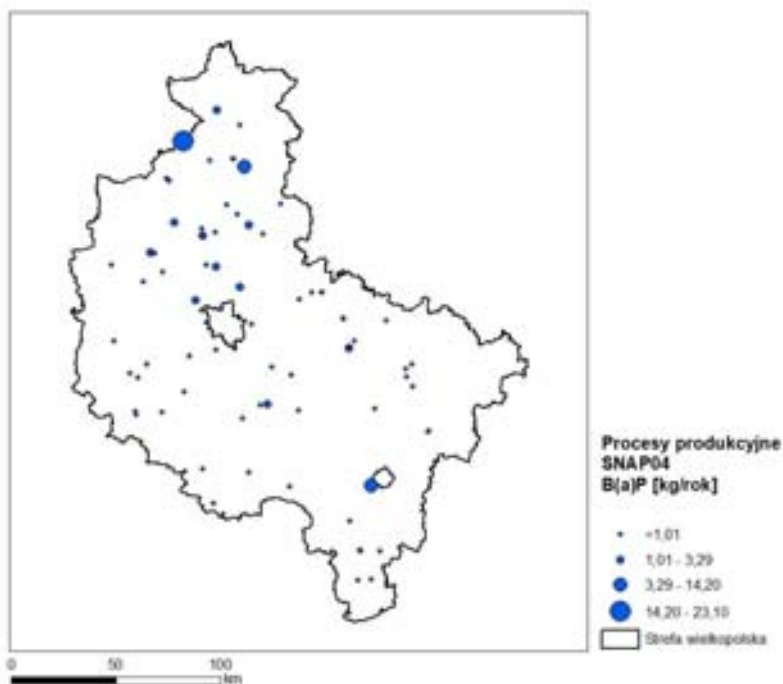 Procesy produkcyjne
SNAP04
B(a)P [kg/rok]
<1,01
1,01 - 3,29
3,29 - 14,20
14,20 - 23,10
Strefa wielkopolska
0 50 100
km